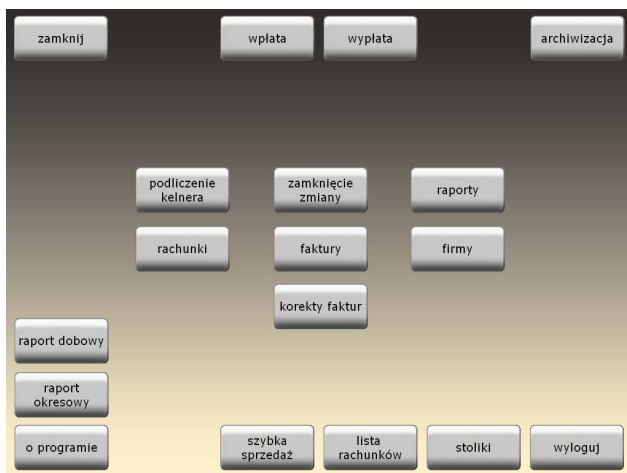 zamknij
wpłata
wypłata
archiwizacja
podliczenie
kelnera
zamknięcie
zmiany
raporty
rachunki
faktury
firmy
korekty faktur
raport dobowy
raport
okresowy
o programie
szybka
sprzedaż
lista
rachunków
stoliki
wyloguj